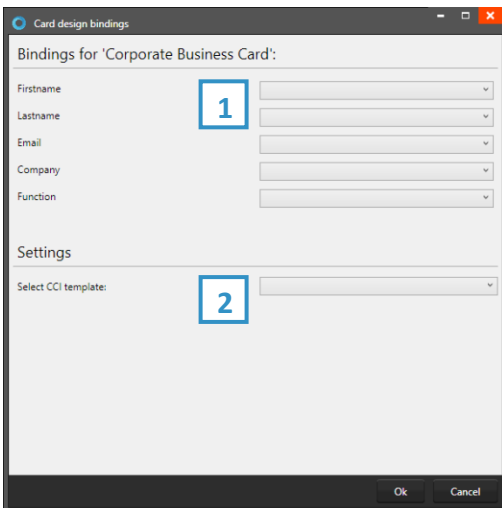 Card design bindings
Bindings for 'Corporate Business Card':
Firstname
1
Lastname
Email
Company
Function
Settings
Select CCI template:
2
Ok Cancel